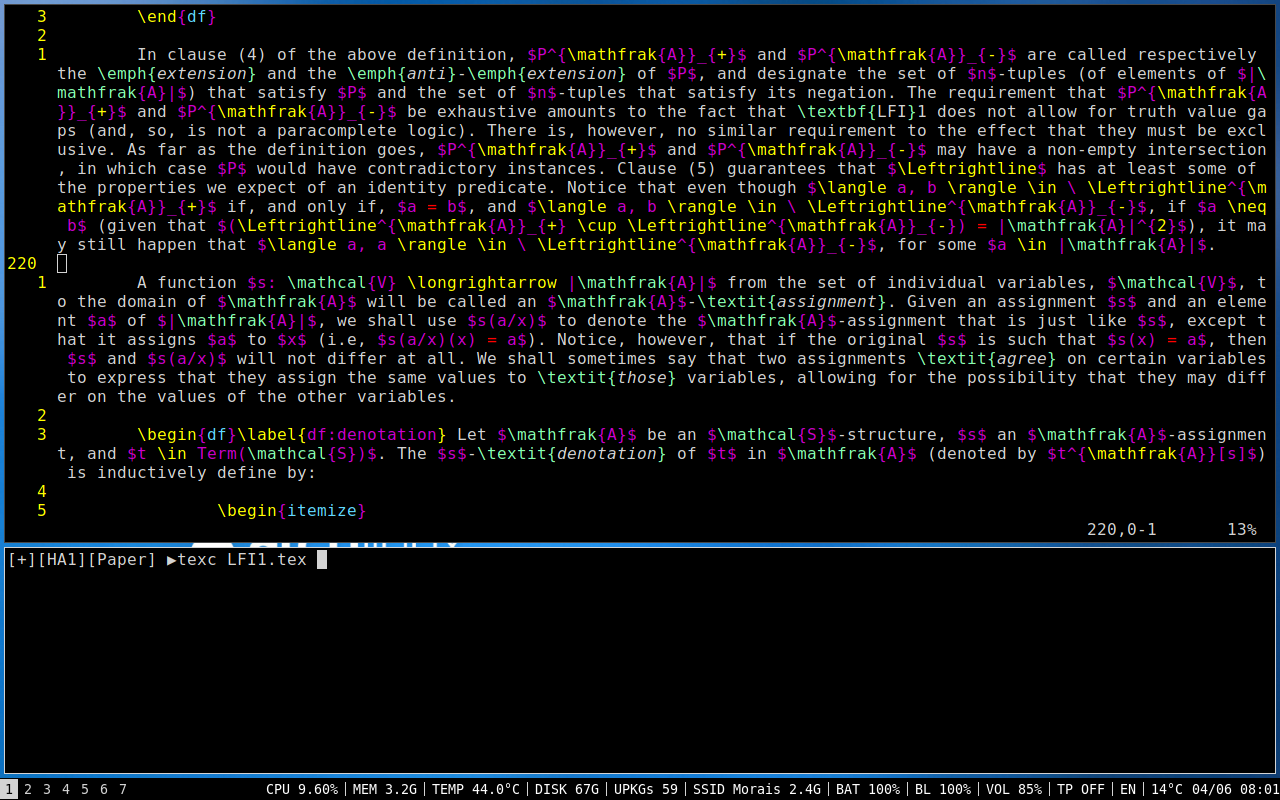 3 \end{df}
2
1 In clause (4) of the above definition, $P^{\mathfrak{A}}_{+}$ and $P^{\mathfrak{A}}_{-}$ are called respectively
the \emph{extension} and the \emph{anti}-\emph{extension} of $P$, and designate the set of $n$-tuples (of elements of $|\
mathfrak{A}|$) that satisfy $P$ and the set of $n$-tuples that satisfy its negation. The requirement that $P^{\mathfrak{A
}}_{+}$ and $P^{\mathfrak{A}}_{-}$ be exhaustive amounts to the fact that \textbf{LFI}1 does not allow for truth value ga
ps (and, so, is not a paracomplete logic). There is, however, no similar requirement to the effect that they must be excl
usive. As far as the definition goes, $P^{\mathfrak{A}}_{+}$ and $P^{\mathfrak{A}}_{-}$ may have a non-empty intersection
, in which case $P$ would have contradictory instances. Clause (5) guarantees that $\Leftrightline$ has at least some of
the properties we expect of an identity predicate. Notice that even though $\langle a, b \rangle \in \ \Leftrightline^{\m
athfrak{A}}_{+}$ if, and only if, $a = b$, and $\langle a, b \rangle \in \ \Leftrightline^{\mathfrak{A}}_{-}$, if $a \neq
b$ (given that $(\Leftrightline^{\mathfrak{A}}_{+} \cup \Leftrightline^{\mathfrak{A}}_{-}) = |\mathfrak{A}|^{2}$), it ma
y still happen that $\langle a, a \rangle \in \ \Leftrightline^{\mathfrak{A}}_{-}$, for some $a \in |\mathfrak{A}|$.
220
1 A function $s: \mathcal{V} \longrightarrow |\mathfrak{A}|$ from the set of individual variables, $\mathcal{V}$, t
o the domain of $\mathfrak{A}$ will be called an $\mathfrak{A}$-\textit{assignment}. Given an assignment $s$ and an eleme
nt $a$ of $|\mathfrak{A}|$, we shall use $s(a/x)$ to denote the $\mathfrak{A}$-assignment that is just like $s$, except t
hat it assigns $a$ to $x$ (i.e, $s(a/x)(x) = a$). Notice, however, that if the original $s$ is such that $s(x) = a$, then
$s$ and $s(a/x)$ will not differ at all. We shall sometimes say that two assignments \textit{agree} on certain variables
to express that they assign the same values to \textit{those} variables, allowing for the possibility that they may diff
er on the values of the other variables.
2
3 \begin{df}\label{df:denotation} Let $\mathfrak{A}$ be an $\mathcal{S}$-structure, $s$ an $\mathfrak{A}$-assignmen
t, and $t \in Term(\mathcal{S})$. The $s$-\textit{denotation} of $t$ in $\mathfrak{A}$ (denoted by $t^{\mathfrak{A}}[s]$)
is inductively define by:
4
5 \begin{itemize}
220,0-1 13%
[+][HA1][Paper] ▶texc LFI1.tex
1 2 3 4 5 6 7 CPU 9.60%|MEM 3.2G|TEMP 44.0°C|DISK 67G|UPKGs 59|SSID Morais 2.4G|BAT 100%|BL 100%|VOL 85%|TP OFF|EN|14°C 04/06 08:01